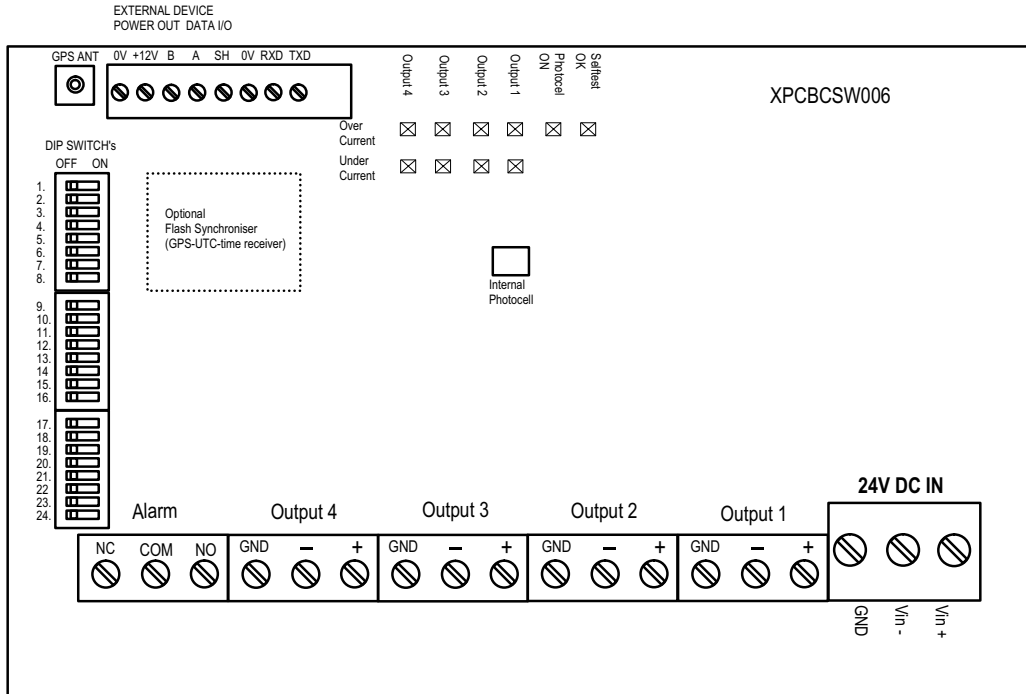 EXTERNAL DEVICE
POWER OUT DATA I/O
GPS ANT
0V +12V B A SH 0V RXD TXD
Output 4
Output 3
Output 2
Output 1
Photocel
ON
Selftest
OK
XPCBCSW006
Over
Current
Under
Current
DIP SWITCH's
OFF ON
1.
2.
3.
4.
5.
6.
7.
8.
9.
10.
11.
12.
13.
14
15.
16.
17.
18.
19.
20.
21.
22
23.
24.
Optional
Flash Synchroniser
(GPS-UTC-time receiver)
Internal
Photocell
24V DC IN
Alarm
Output 4
Output 3
Output 2
Output 1
NC COM NO
GND − +
GND − +
GND − +
GND − +
GND
Vin -
Vin +